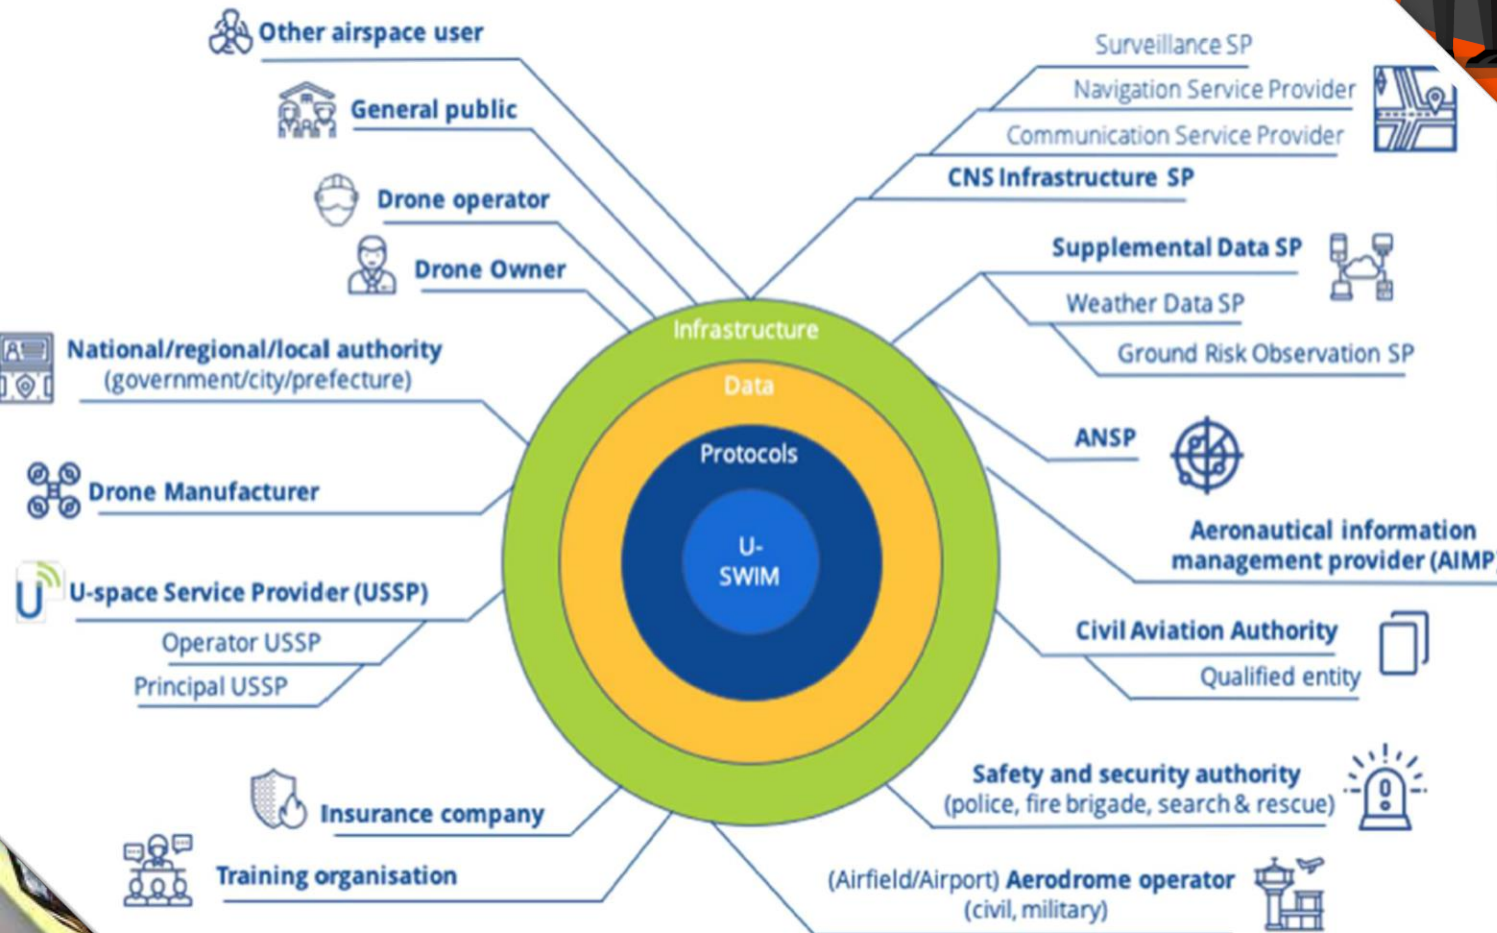 Other airspace user
General public
Drone operator
Drone Owner
National/regional/local authority
(government/city/prefecture)
Drone Manufacturer
U
U-space Service Provider (USSP)
Operator USSP
Principal USSP
Insurance company
Training organisation
Infrastructure
Data
Protocols
U-
SWIM
Surveillance SP
Navigation Service Provider
Communication Service Provider
CNS Infrastructure SP
Supplemental Data SP
Weather Data SP
Ground Risk Observation SP
ANSP
Aeronautical information
management provider (AIMP)
Civil Aviation Authority
Qualified entity
Safety and security authority
(police, fire brigade, search & rescue)
(Airfield/Airport) Aerodrome operator
(civil, military)